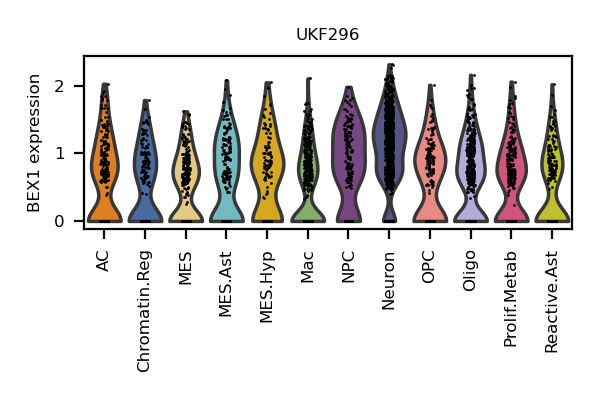 UKF296
BEX1 expression
2
1
0
AC
Chromatin.Reg
MES
MES.Ast
MES.Hyp
Mac
NPC
Neuron
OPC
Oligo
Prolif.Metab
Reactive.Ast